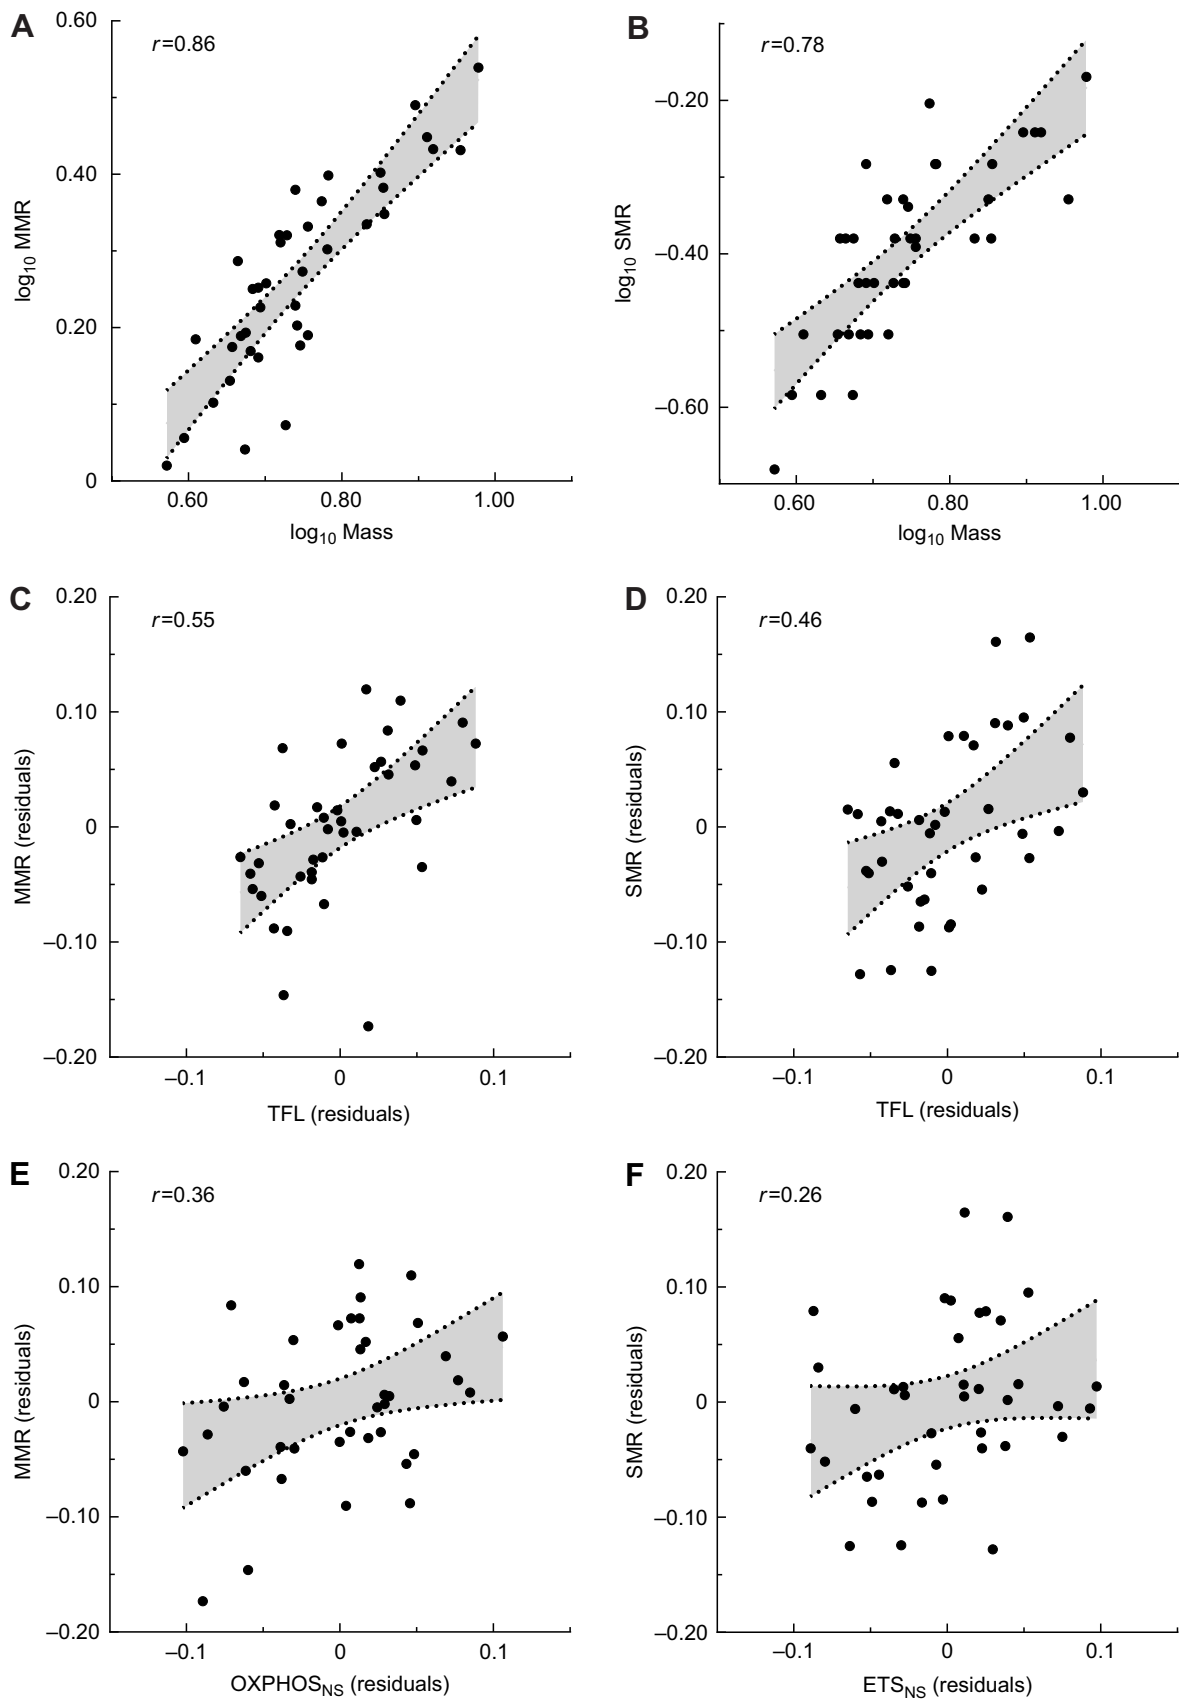 A
r=0.86
0.60
0.40
0.20
0
log10 MMR
0.60
0.80
1.00
log10 Mass
B
r=0.78
–0.20
–0.40
–0.60
log10 SMR
0.60
0.80
1.00
log10 Mass
C
r=0.55
0.20
0.10
0
–0.10
–0.20
MMR (residuals)
–0.1
0
0.1
TFL (residuals)
D
r=0.46
0.20
0.10
0
–0.10
–0.20
SMR (residuals)
–0.1
0
0.1
TFL (residuals)
E
r=0.36
0.20
0.10
0
–0.10
–0.20
MMR (residuals)
–0.1
0
0.1
OXPHOSNS (residuals)
F
r=0.26
0.20
0.10
0
–0.10
–0.20
SMR (residuals)
–0.1
0
0.1
ETSNS (residuals)